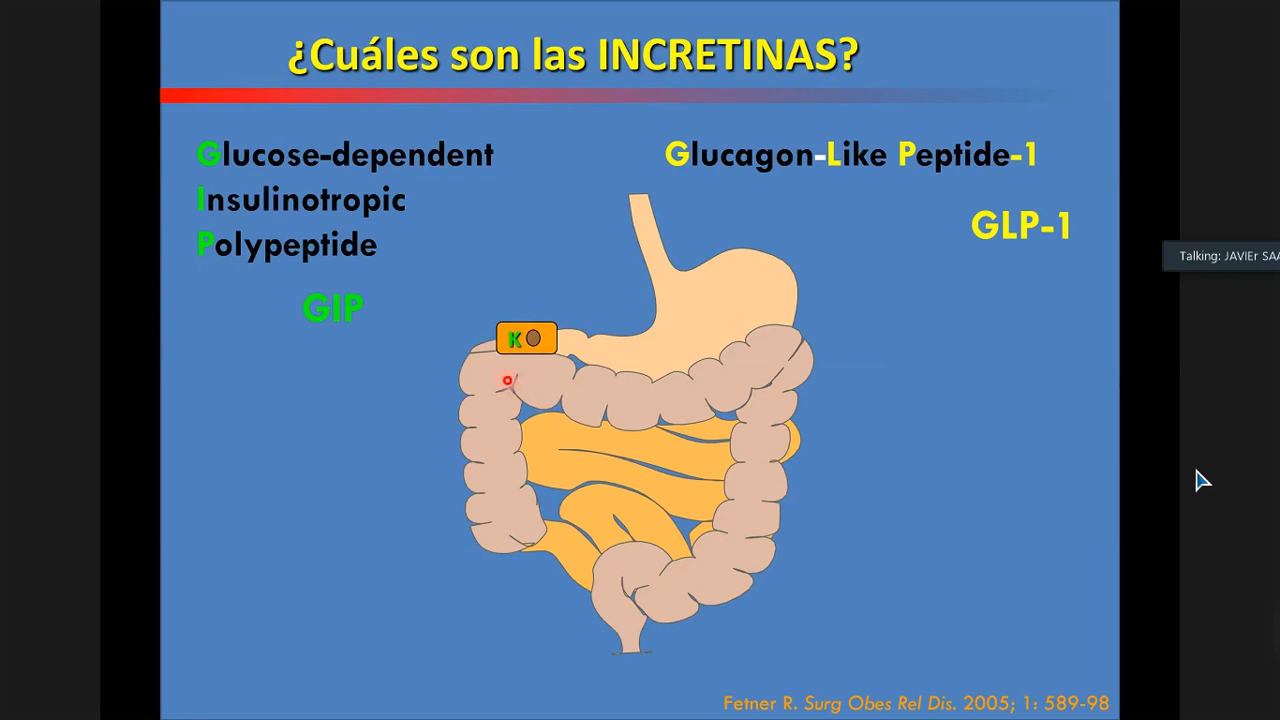 ¿Cuáles son las INCRETINAS?
Glucose-dependent
Insulinotropic
Polypeptide
GIP
Glucagon-Like Peptide-1
GLP-1
K
Talking: JAVIEr
Fetner R. Surg Obes Rel Dis. 2005; 1: 589-98